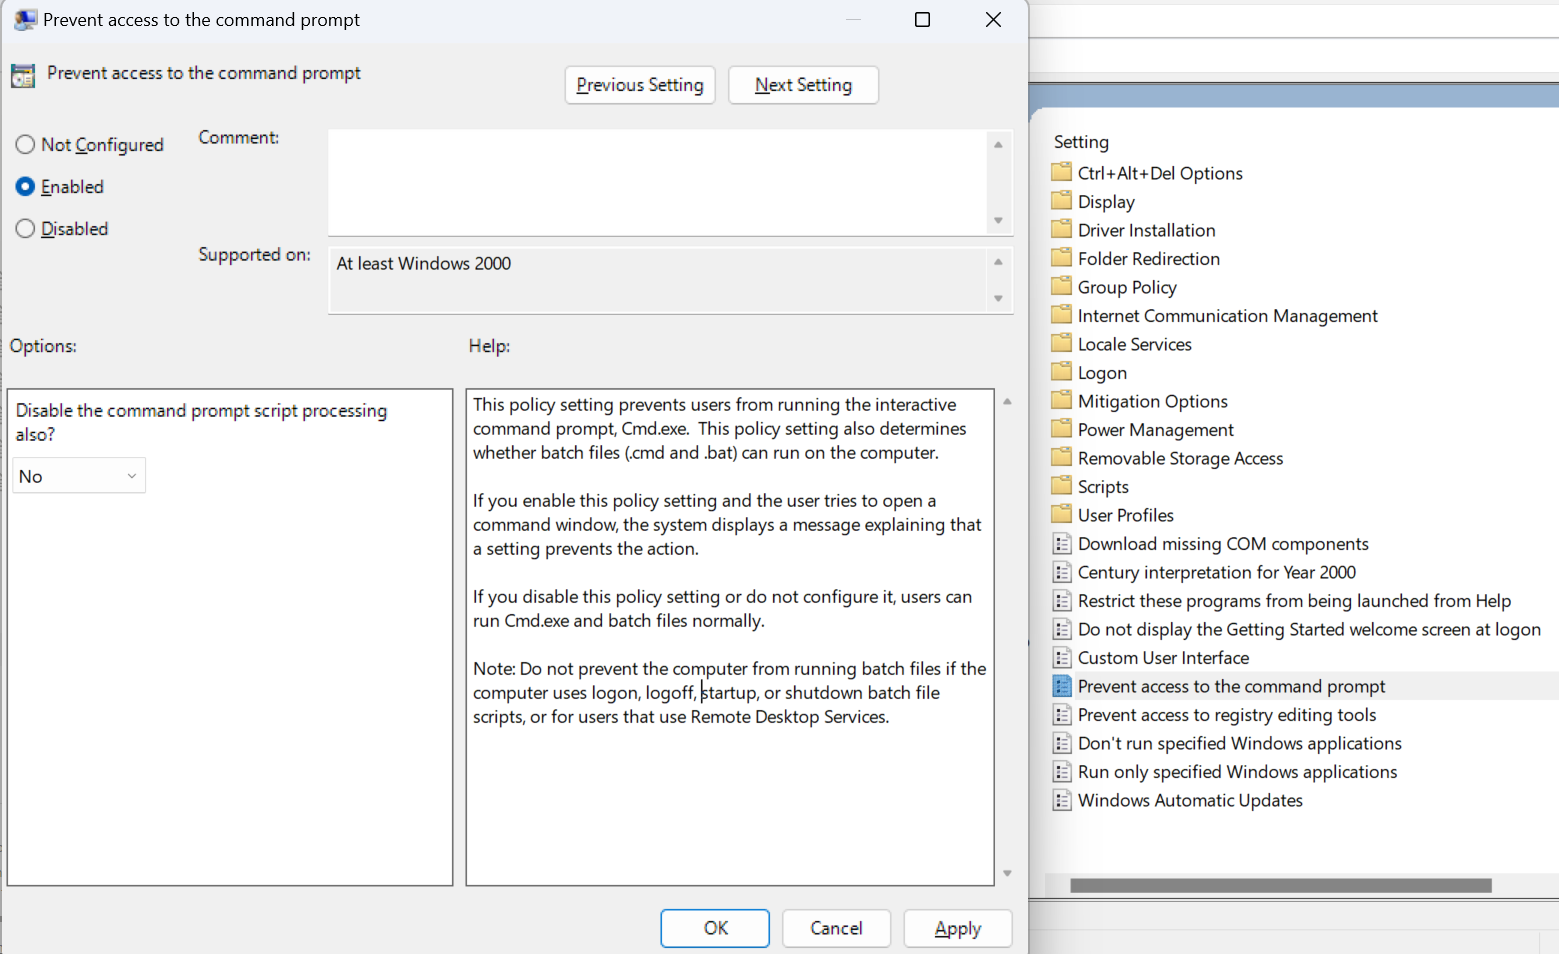 Prevent access to the command prompt
Prevent access to the command prompt
Previous Setting
Next Setting
Not Configured
Enabled
Disabled
Comment:
Supported on:
At least Windows 2000
Options:
Help:
Disable the command prompt script processing
also?
No
This policy setting prevents users from running the interactive
command prompt, Cmd.exe.  This policy setting also determines
whether batch files (.cmd and .bat) can run on the computer.
If you enable this policy setting and the user tries to open a
command window, the system displays a message explaining that
a setting prevents the action.
If you disable this policy setting or do not configure it, users can
run Cmd.exe and batch files normally.
Note: Do not prevent the computer from running batch files if the
computer uses logon, logoff, startup, or shutdown batch file
scripts, or for users that use Remote Desktop Services.
OK
Cancel
Apply
Setting
Ctrl+Alt+Del Options
Display
Driver Installation
Folder Redirection
Group Policy
Internet Communication Management
Locale Services
Logon
Mitigation Options
Power Management
Removable Storage Access
Scripts
User Profiles
Download missing COM components
Century interpretation for Year 2000
Restrict these programs from being launched from Help
Do not display the Getting Started welcome screen at logon
Custom User Interface
Prevent access to the command prompt
Prevent access to registry editing tools
Don't run specified Windows applications
Run only specified Windows applications
Windows Automatic Updates